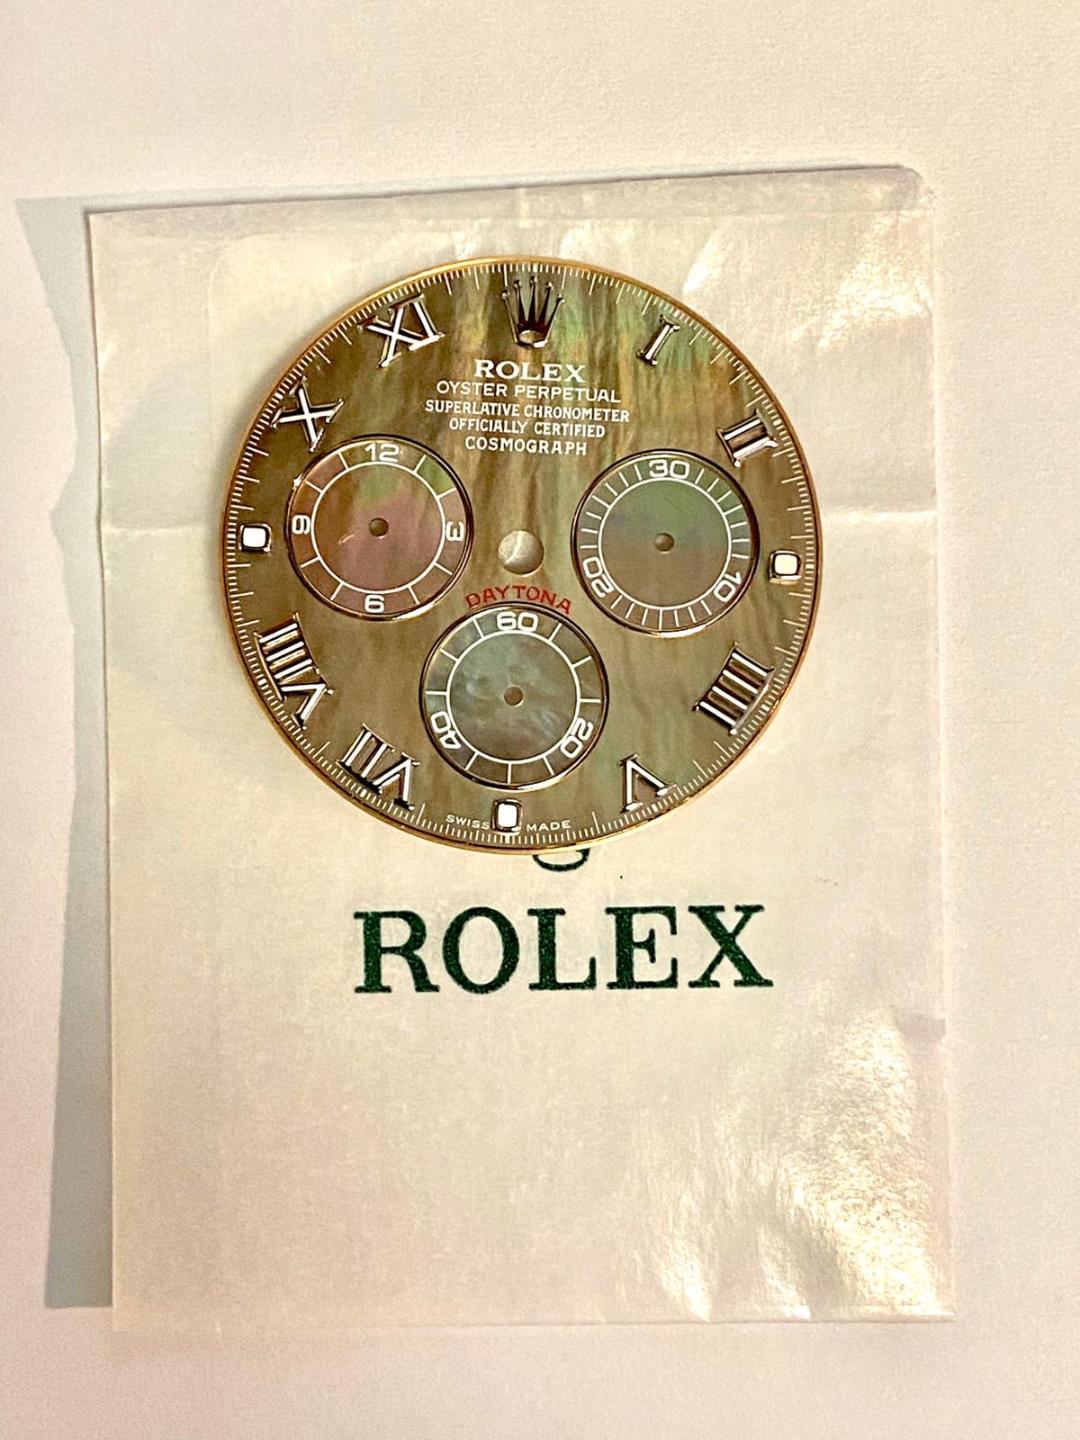 XI
I
ROLEX
OYSTER PERPETUAL
SUPERLATIVE CHRONOMETER
OFFICIALLY CERTIFIED
COSMOGRAPH
X
II
12
3
6
9
30
10
20
DAYTONA
60
20
40
VIII
IIII
VII
V
SWISS MADE
ROLEX